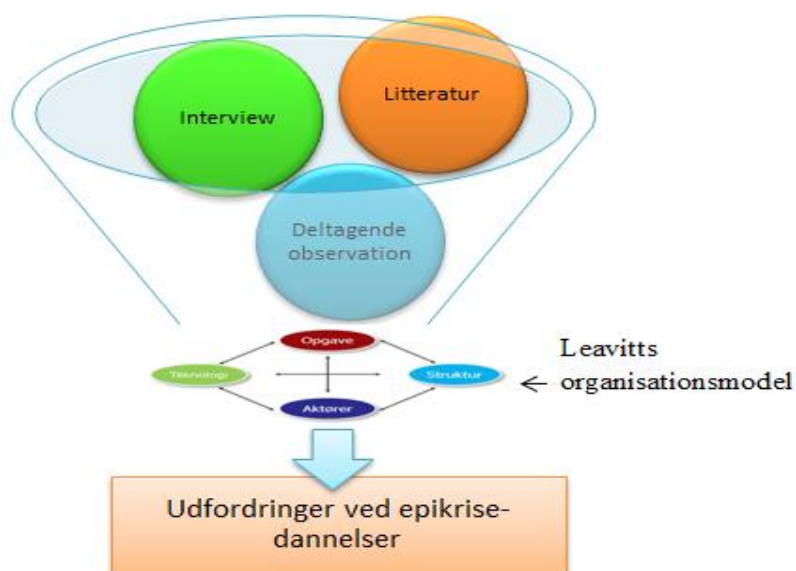 Interview
Litteratur
Deltagende
observation
Opgave
Teknologi
Struktur
Aktører
Leavitts
organisationsmodel
Udfordringer ved epikrise-
dannelser